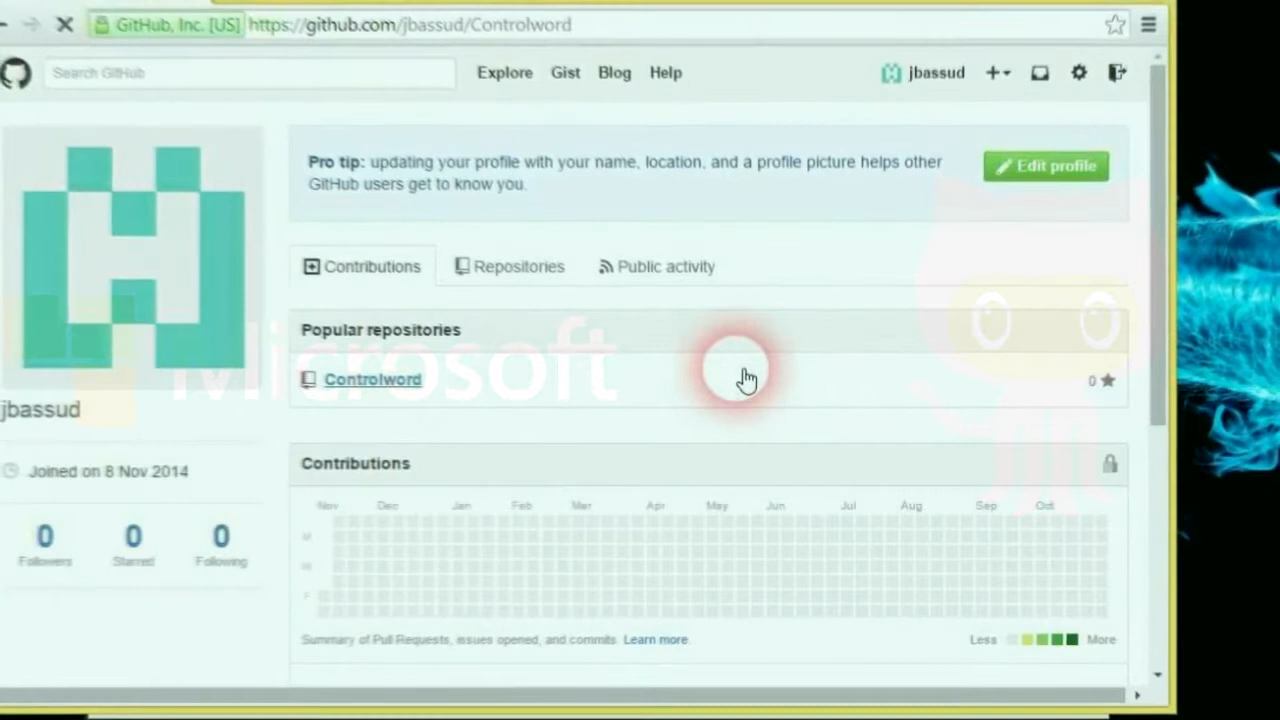 GitHub, Inc. [US] https://github.com/jbassud/Controlword
Search GitHub
Explore Gist Blog Help
jbassud
Pro tip: updating your profile with your name, location, and a profile picture helps other
GitHub users get to know you.
Edit profile
Contributions Repositories Public activity
Popular repositories
Microsoft
Controlword 0
jbassud
Contributions
Joined on 8 Nov 2014
Nov Dec Jan Feb Mar Apr May Jun Jul Aug Sep Oct
M
W
F
0 0 0
Followers Starred Following
Summary of Pull Requests, issues opened, and commits. Learn more.
Less More